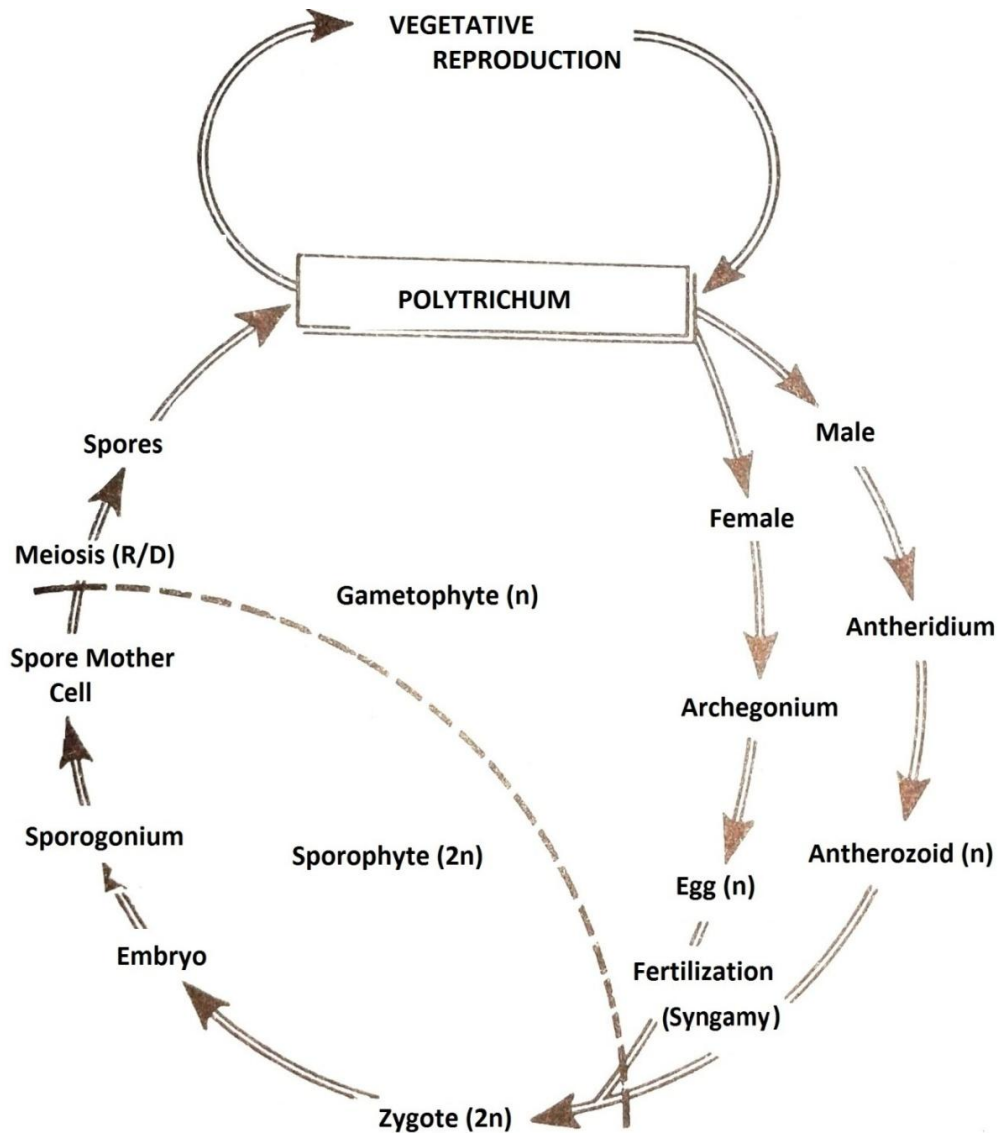 VEGETATIVE
REPRODUCTION
POLYTRICHUM
Spores
Male
Female
Meiosis (R/D)
Gametophyte (n)
Antheridium
Spore Mother
Cell
Archegonium
Sporogonium
Sporophyte (2n)
Antherozoid (n)
Egg (n)
Embryo
Fertilization
(Syngamy)
Zygote (2n)